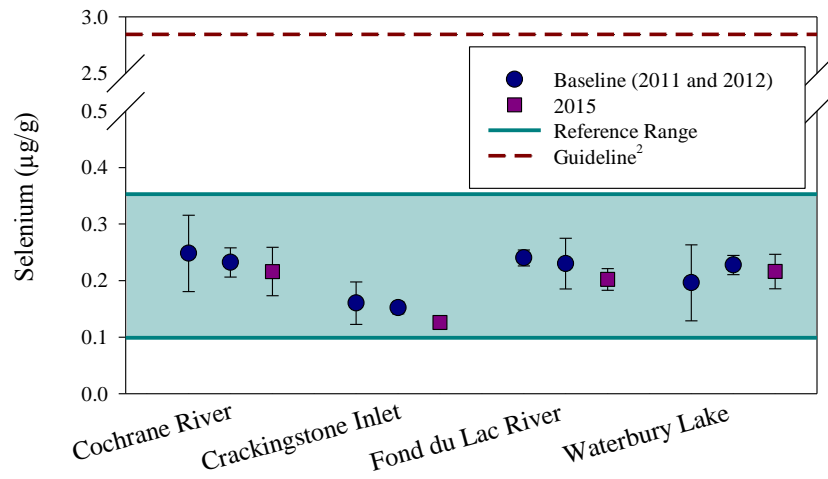 3.0
2.5
0.5
0.4
0.3
0.2
0.1
0.0
Selenium (µg/g)
Baseline (2011 and 2012)
2015
Reference Range
Guideline²
Cochrane River
Crackingstone Inlet
Fond du Lac River
Waterbury Lake